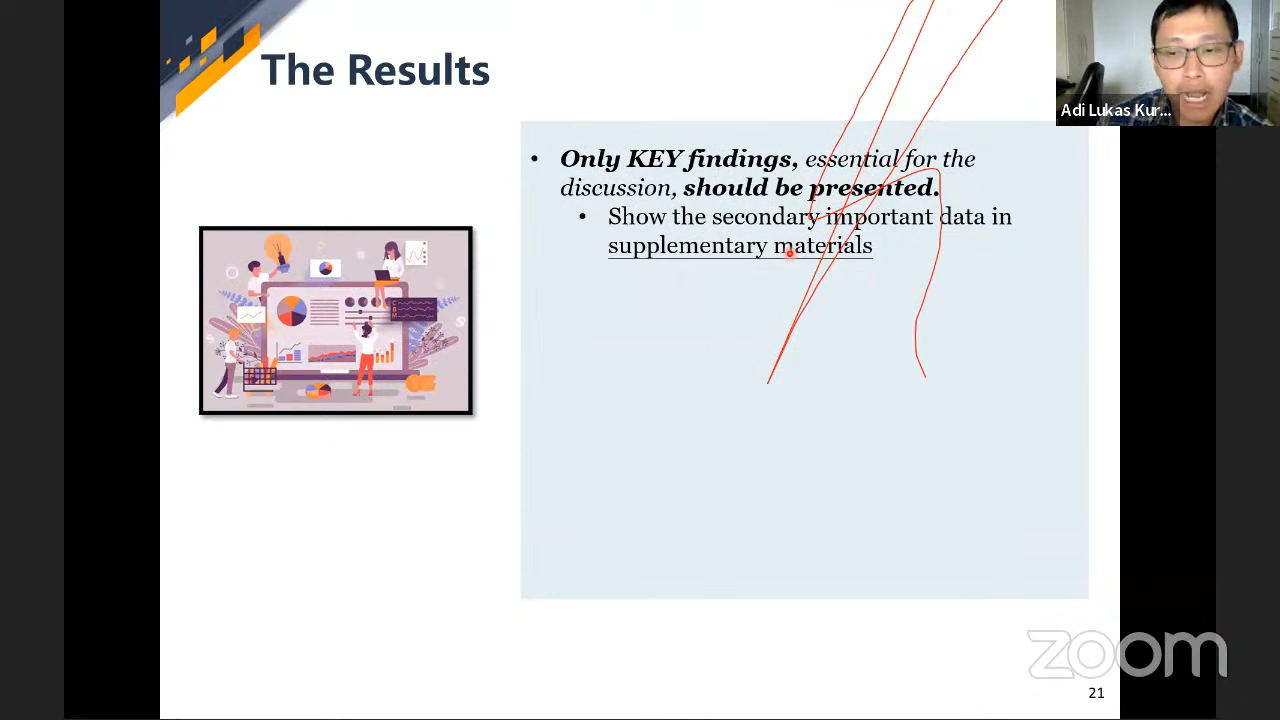 The Results
Adi Lukas Kur...
• Only KEY findings, essential for the
discussion, should be presented.
• Show the secondary important data in
supplementary materials
zoom
21